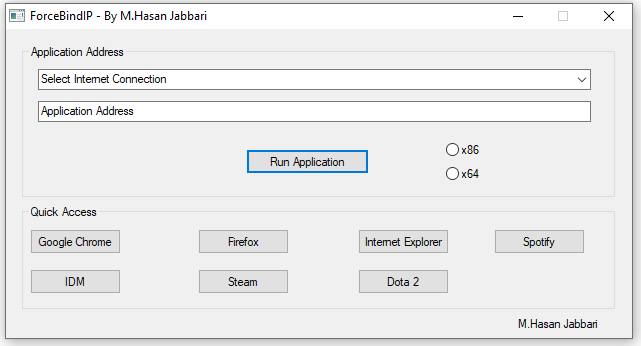 ForceBindIP - By M.Hasan Jabbari
Application Address
Select Internet Connection
Application Address
Run Application
x86
x64
Quick Access
Google Chrome Firefox Internet Explorer Spotify
IDM Steam Dota 2
M.Hasan Jabbari